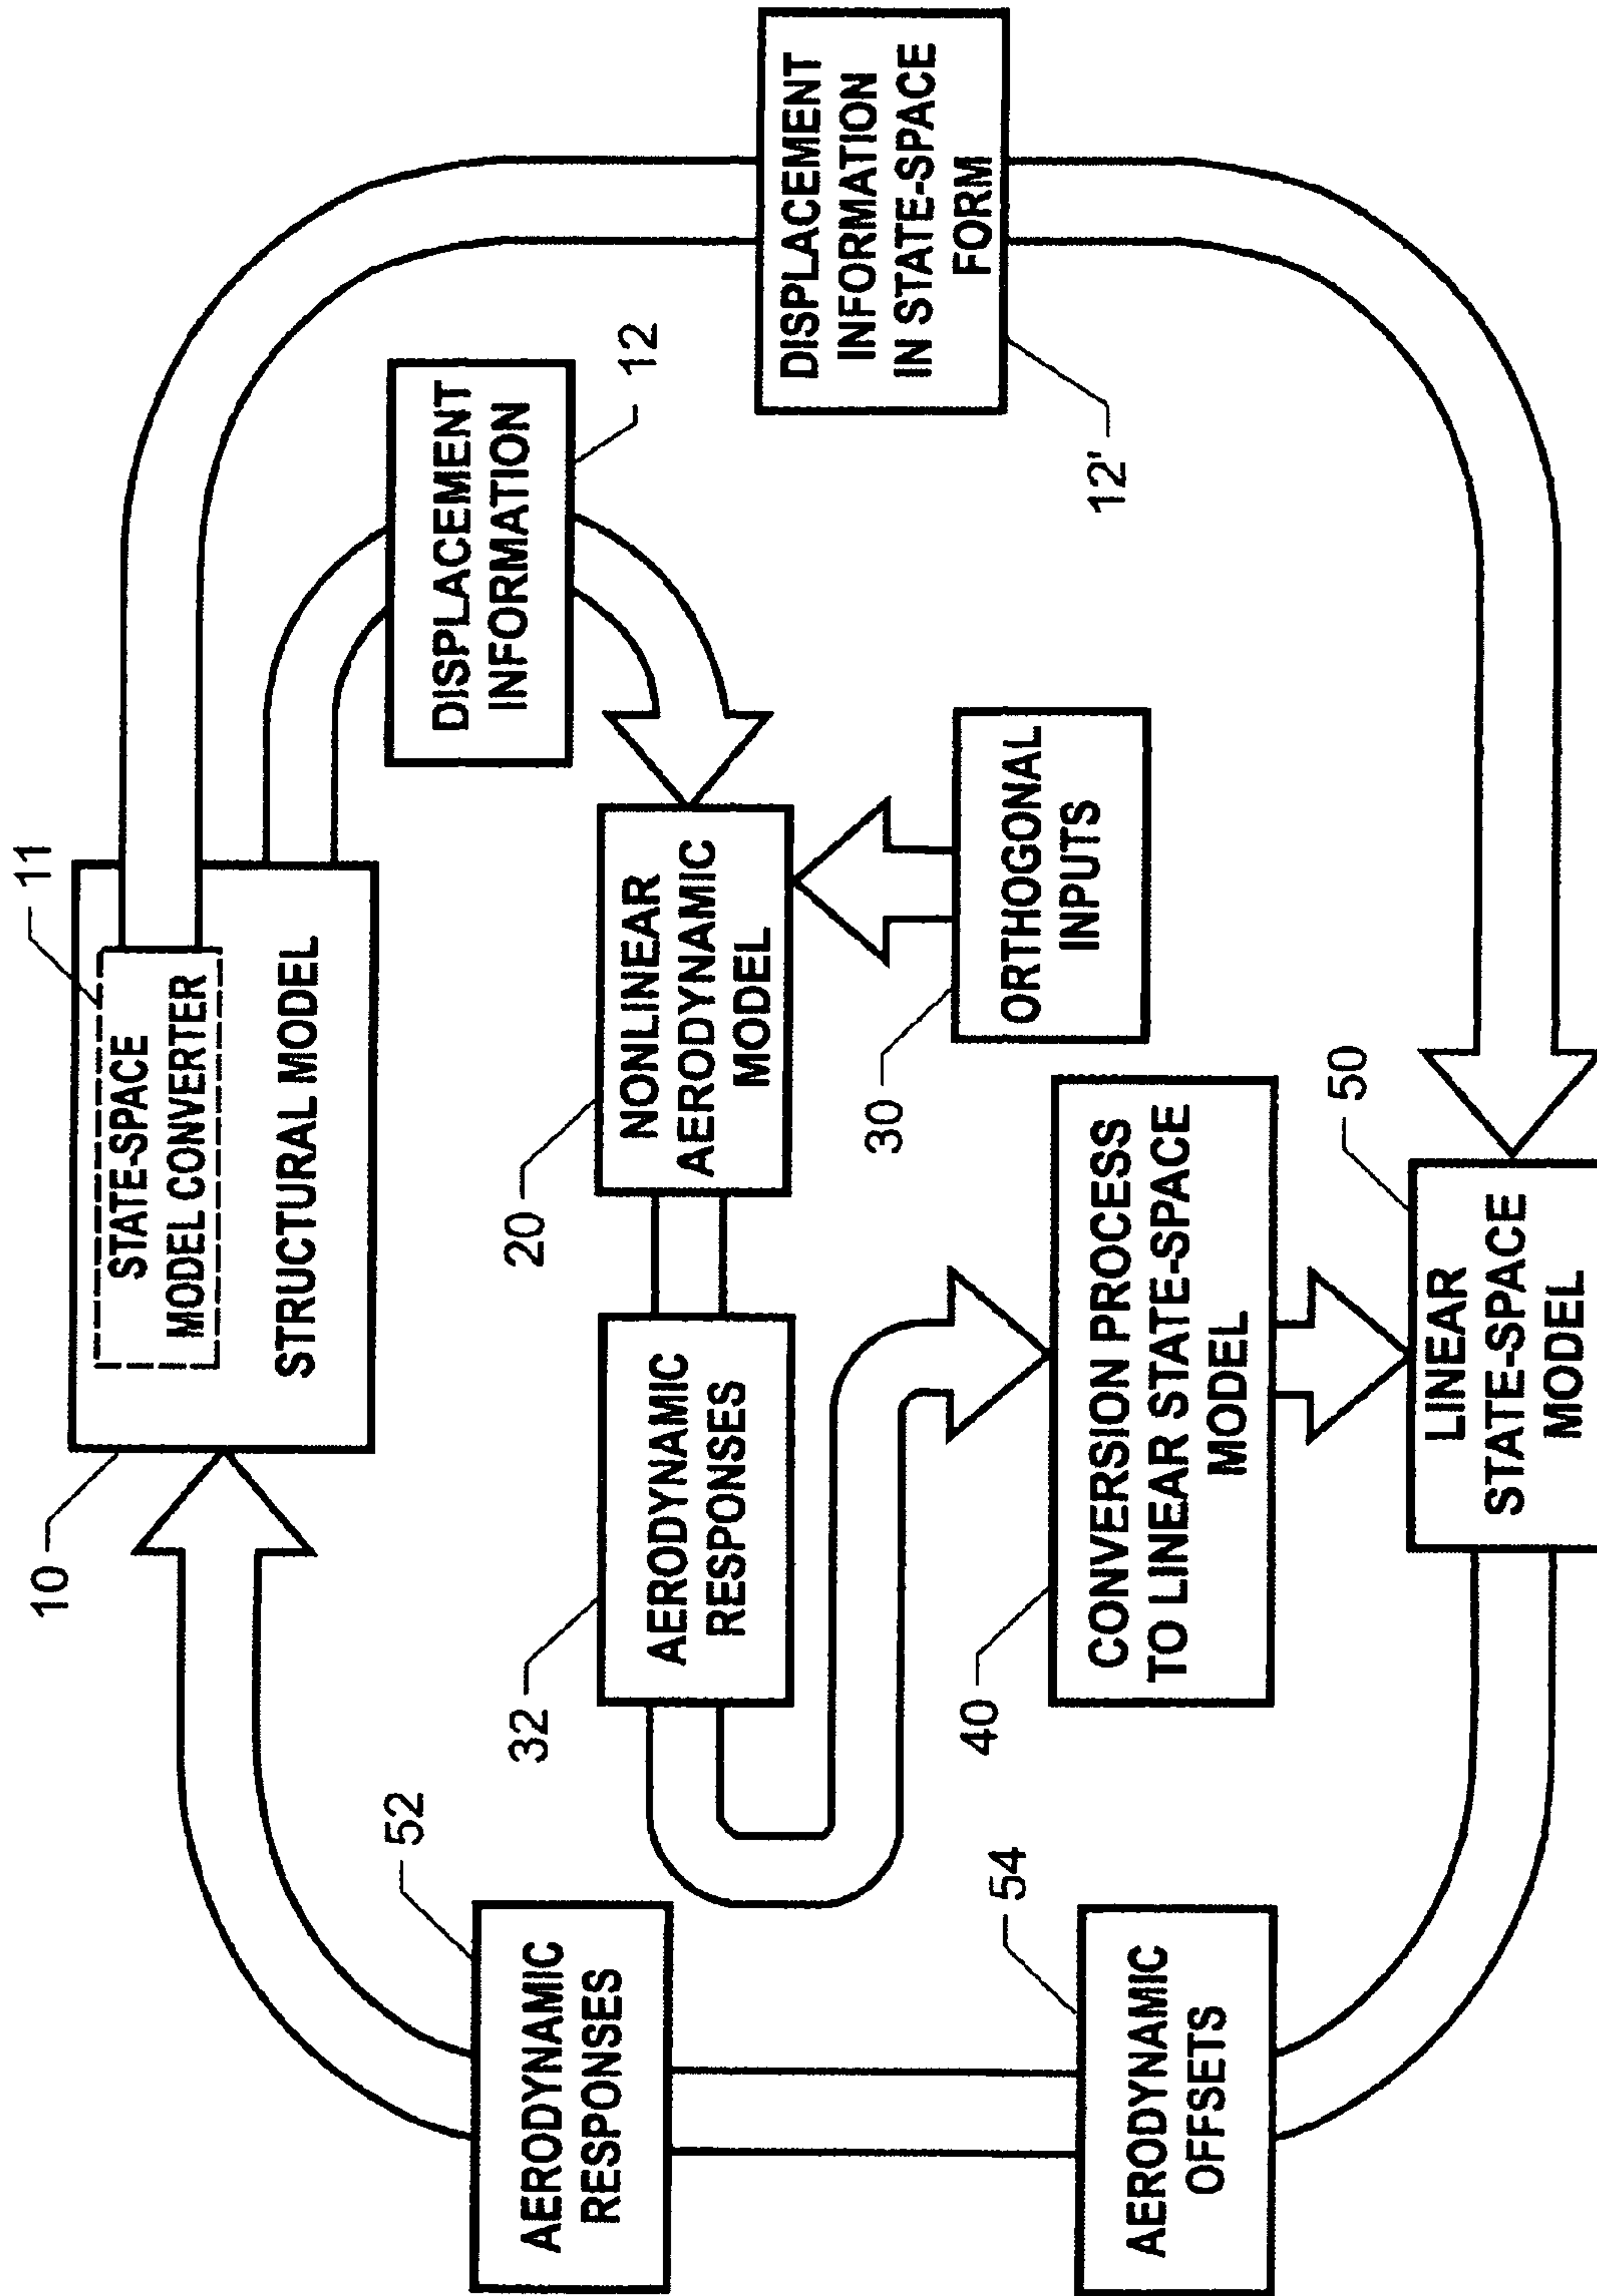 10
11
STATE-SPACE
MODEL CONVERTER
STRUCTURAL MODEL
52
AERODYNAMIC
RESPONSES
32
AERODYNAMIC
RESPONSES
20
NONLINEAR
AERODYNAMIC
MODEL
DISPLACEMENT
INFORMATION
12
DISPLACEMENT
INFORMATION
IN STATE-SPACE
FORM
12'
30
ORTHOGONAL
INPUTS
54
AERODYNAMIC
OFFSETS
40
CONVERSION PROCESS
TO LINEAR STATE-SPACE
MODEL
50
LINEAR
STATE-SPACE
MODEL